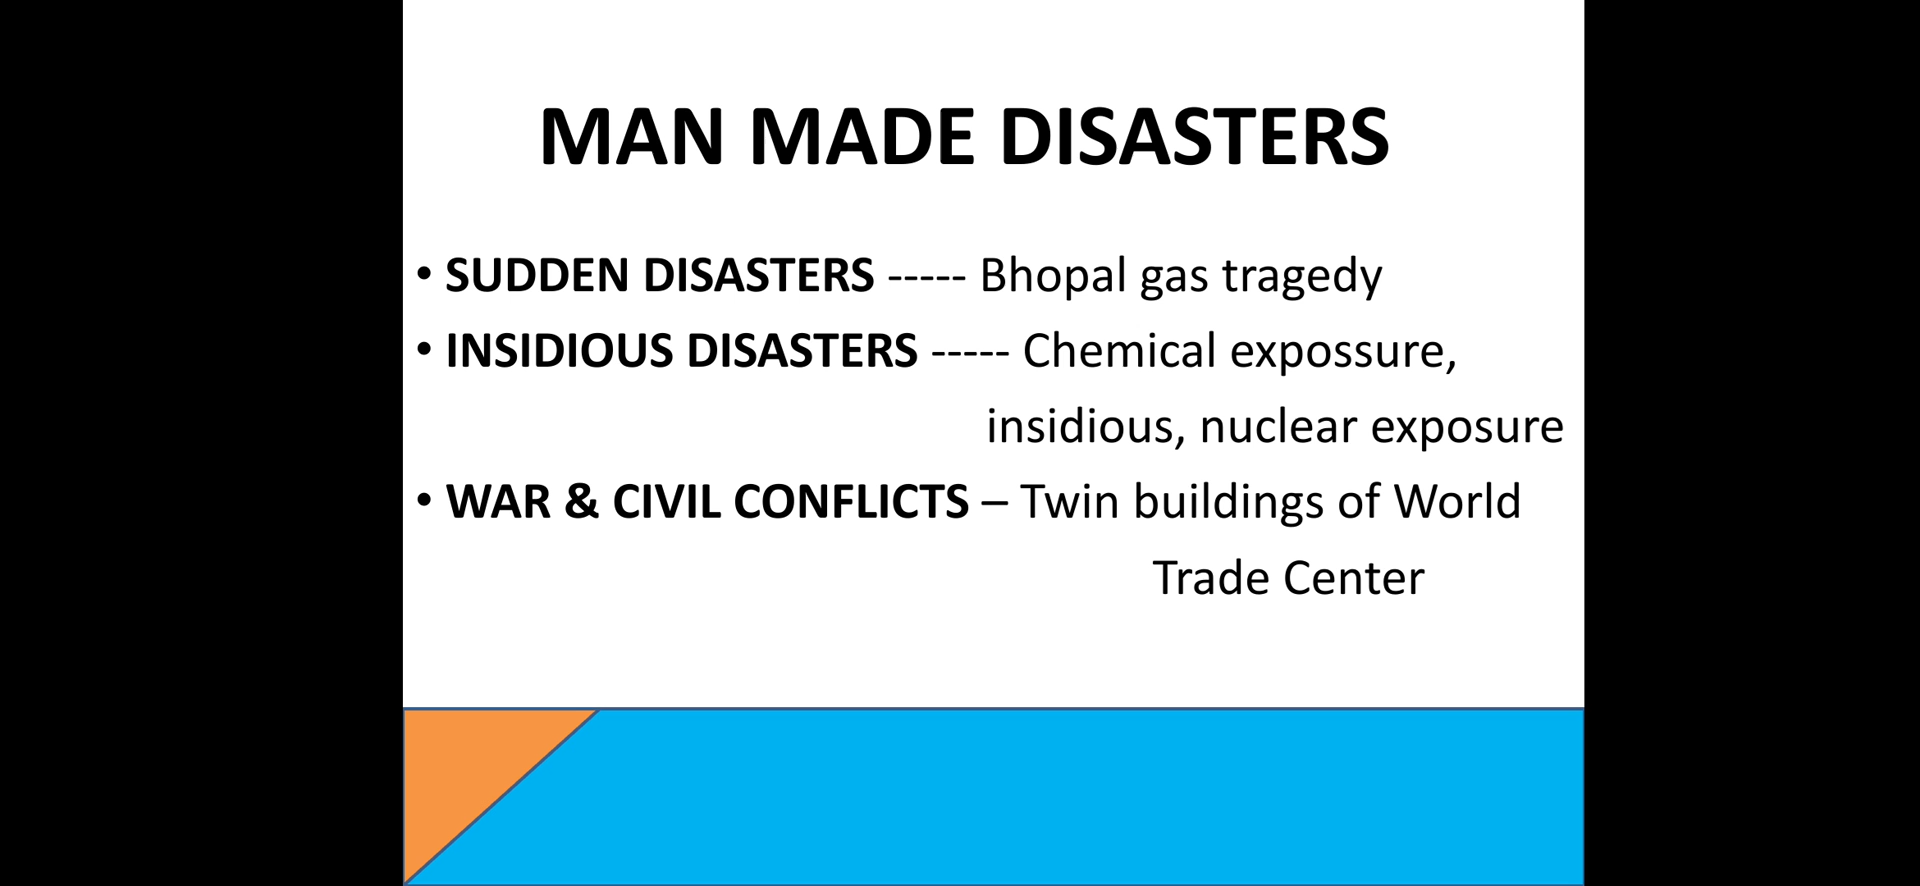 MAN MADE DISASTERS
• SUDDEN DISASTERS ----- Bhopal gas tragedy
• INSIDIOUS DISASTERS ----- Chemical expossure,
insidious, nuclear exposure
• WAR & CIVIL CONFLICTS – Twin buildings of World
Trade Center